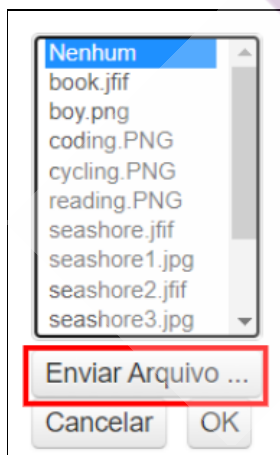 Nenhum
book.jfif
boy.png
coding.PNG
cycling.PNG
reading.PNG
seashore.jfif
seashore1.jpg
seashore2.jfif
seashore3.jpg
Enviar Arquivo ...
Cancelar OK